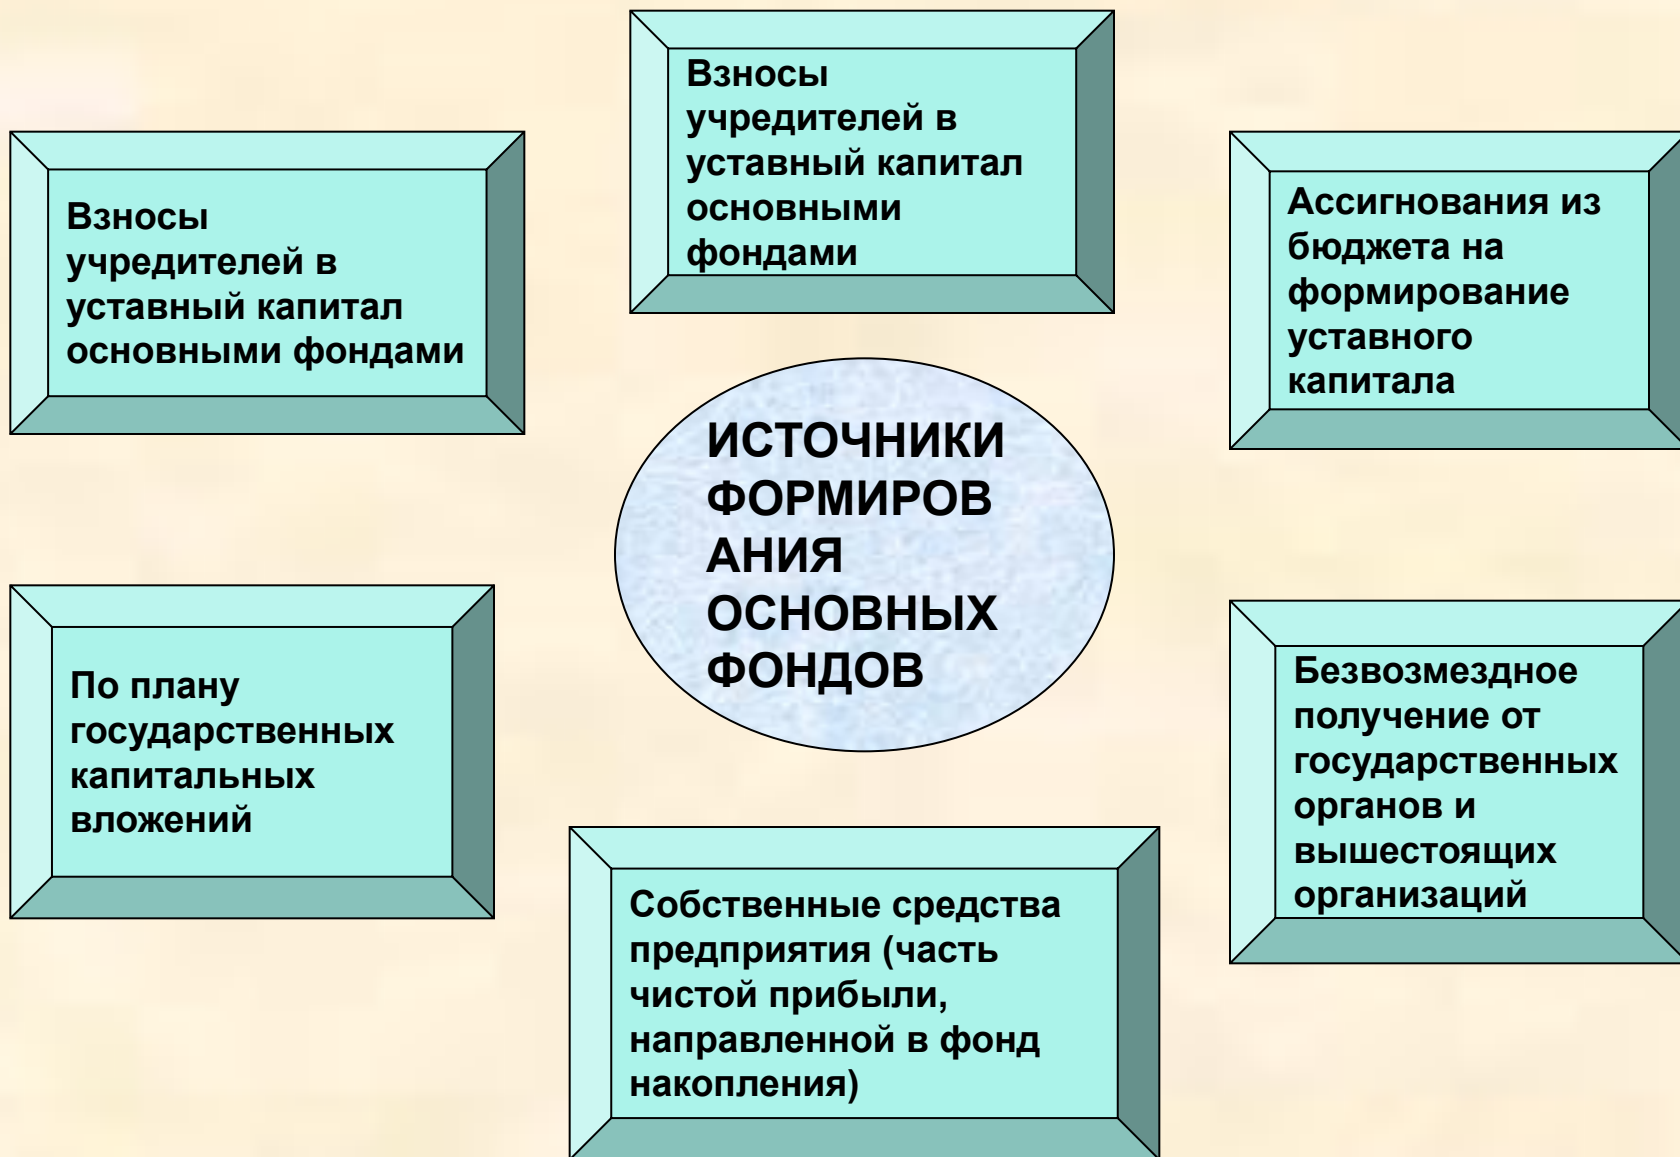 Взносы
учредителей в
уставный капитал
основными
фондами
Взносы
учредителей в
уставный капитал
основными фондами
Ассигнования из
бюджета на
формирование
уставного
капитала
ИСТОЧНИКИ
ФОРМИРОВ
АНИЯ
ОСНОВНЫХ
ФОНДОВ
По плану
государственных
капитальных
вложений
Безвозмездное
получение от
государственных
органов и
вышестоящих
организаций
Собственные средства
предприятия (часть
чистой прибыли,
направленной в фонд
накопления)